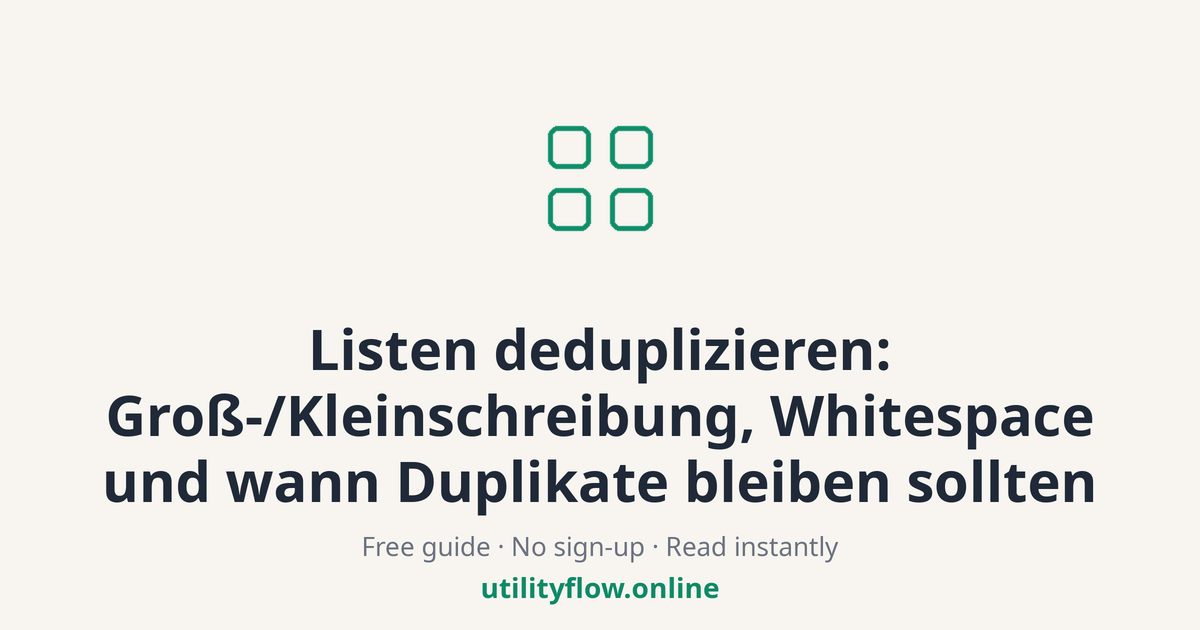 Listen deduplizieren:
Groß-/Kleinschreibung, Whitespace
und wann Duplikate bleiben sollten
Free guide · No sign-up · Read instantly
utilityflow.online